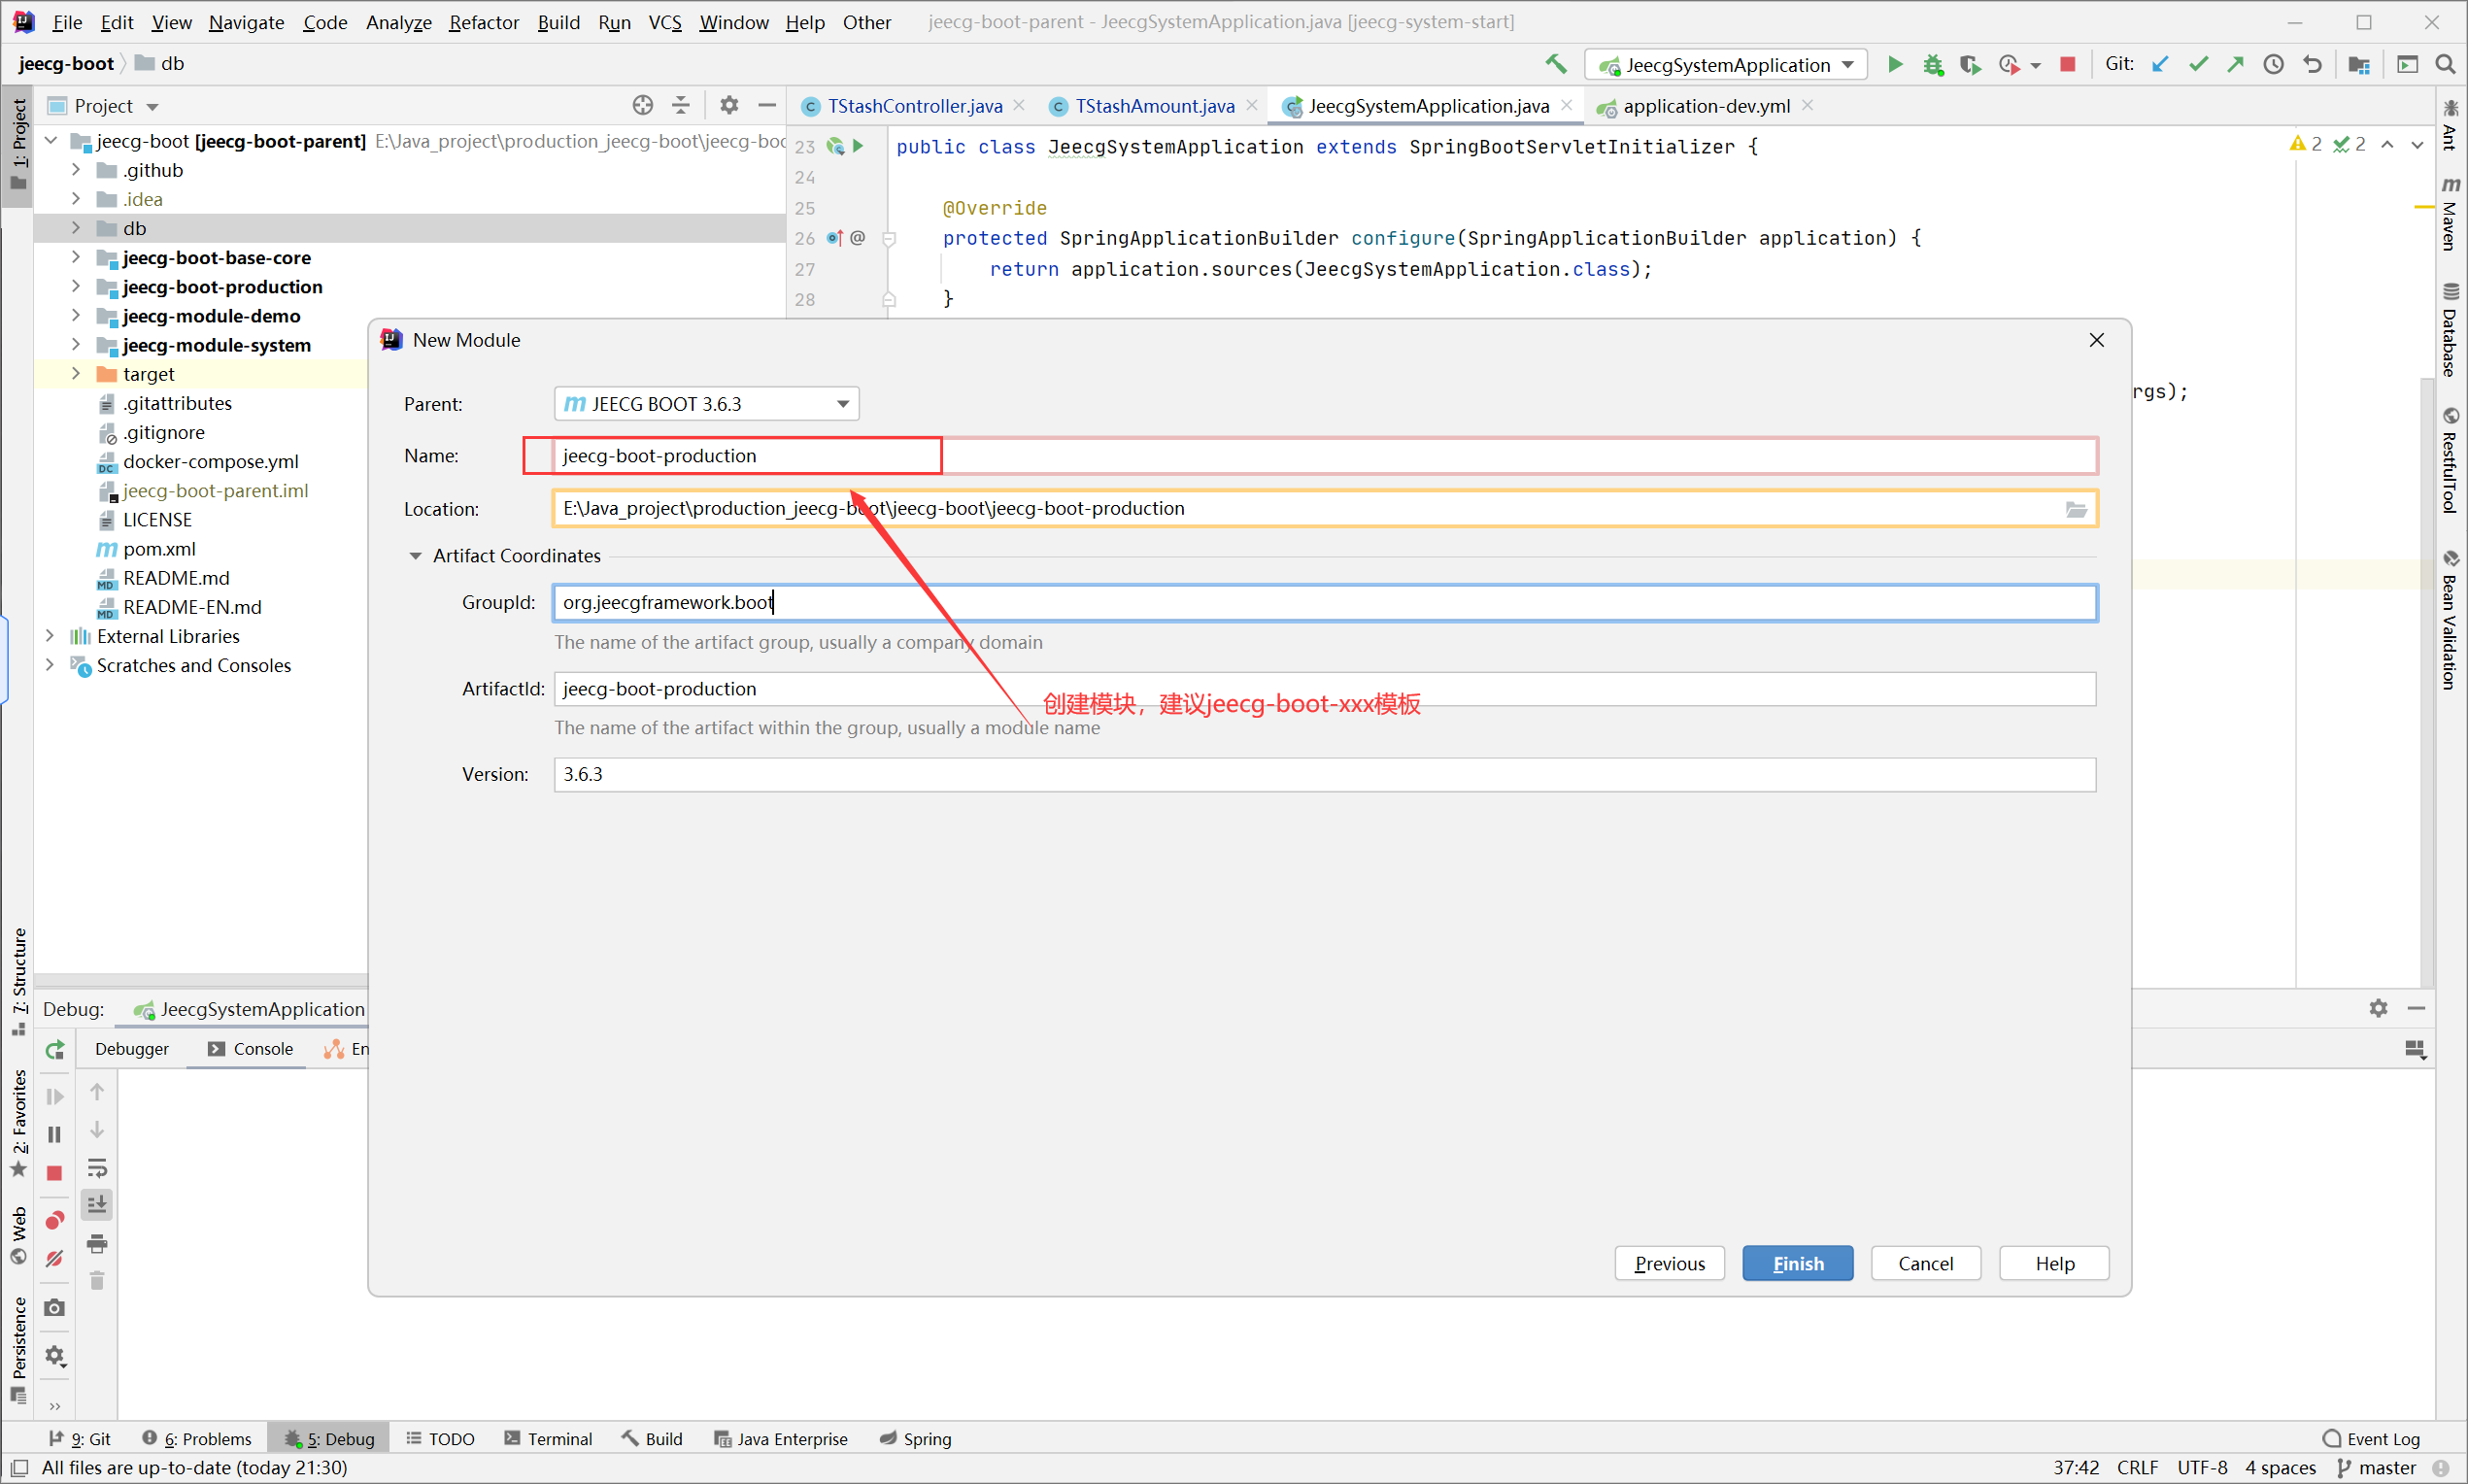 File Edit View Navigate Code Analyze Refactor Build Run VCS Window Help Other jeecg-boot-parent - JeecgSystemApplication.java [jeecg-system-start]
jeecg-boot db JeecgSystemApplication Git:
Project
TStashController.java TStashAmount.java JeecgSystemApplication.java application-dev.yml
1: Project
jeecg-boot [jeecg-boot-parent] E:\Java_project\production_jeecg-boot\jeecg-boo
.github
.idea
db
jeecg-boot-base-core
jeecg-boot-production
jeecg-module-demo
jeecg-module-system
target
.gitattributes
.gitignore
docker-compose.yml
jeecg-boot-parent.iml
LICENSE
pom.xml
README.md
README-EN.md
External Libraries
Scratches and Consoles
23 public class JeecgSystemApplication extends SpringBootServletInitializer {
24
25 @Override
26 protected SpringApplicationBuilder configure(SpringApplicationBuilder application) {
27 return application.sources(JeecgSystemApplication.class);
28 }
rgs);
2 2
Ant
Maven
Database
RestfulTool
Bean Validation
New Module
Parent: JEECG BOOT 3.6.3
Name: jeecg-boot-production
Location: E:\Java_project\production_jeecg-boot\jeecg-boot\jeecg-boot-production
Artifact Coordinates
GroupId: org.jeecgframework.boot
The name of the artifact group, usually a company domain
ArtifactId: jeecg-boot-production
创建模块，建议jeecg-boot-xxx模板
The name of the artifact within the group, usually a module name
Version: 3.6.3
Previous Finish Cancel Help
7: Structure
2: Favorites
Web
Persistence
Debug: JeecgSystemApplication
Debugger Console En
9: Git 6: Problems 5: Debug TODO Terminal Build Java Enterprise Spring Event Log
All files are up-to-date (today 21:30) 37:42 CRLF UTF-8 4 spaces master